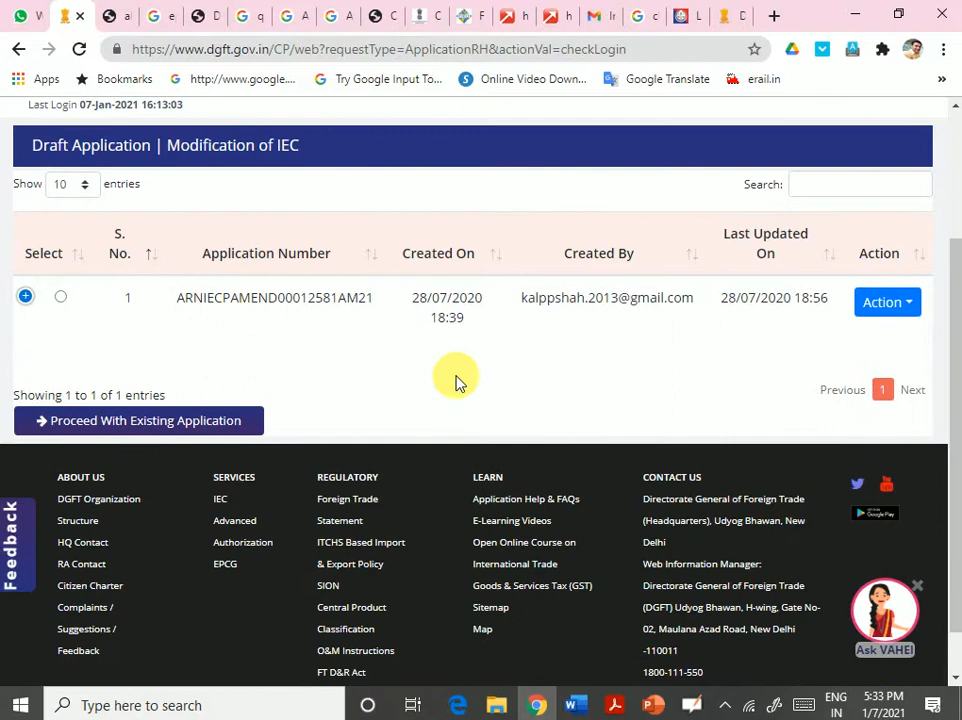 W
a
e
D
q
A
A
C
C
F
h
h
c
L
D
https://www.dgft.gov.in/CP/web?requestType=ApplicationRH&actionVal=checkLogin
Apps
Bookmarks
http://www.google....
Try Google Input To...
Online Video Down...
Google Translate
erail.in
»
Last Login 07-Jan-2021 16:13:03
Draft Application | Modification of IEC
Show 10 entries
Search:
Select
S. No.
Application Number
Created On
Created By
Last Updated On
Action
1
ARNIECPAMEND00012581AM21
28/07/2020 18:39
kalppshah.2013@gmail.com
28/07/2020 18:56
Action
Showing 1 to 1 of 1 entries
Previous 1 Next
Proceed With Existing Application
Feedback
ABOUT US
DGFT Organization
Structure
HQ Contact
RA Contact
Citizen Charter
Complaints /
Suggestions /
Feedback
SERVICES
IEC
Advanced
Authorization
EPCG
REGULATORY
Foreign Trade
Statement
ITCHS Based Import
& Export Policy
SION
Central Product
Classification
O&M Instructions
FT D&R Act
LEARN
Application Help & FAQs
E-Learning Videos
Open Online Course on
International Trade
Goods & Services Tax (GST)
Sitemap
Map
CONTACT US
Directorate General of Foreign Trade
(Headquarters), Udyog Bhawan, New
Delhi
Web Information Manager:
Directorate General of Foreign Trade
(DGFT) Udyog Bhawan, H-wing, Gate No-
02, Maulana Azad Road, New Delhi
-110011
1800-111-550
Google Play
Ask VAHEI
Type here to search
ENG
IN
5:33 PM
1/7/2021